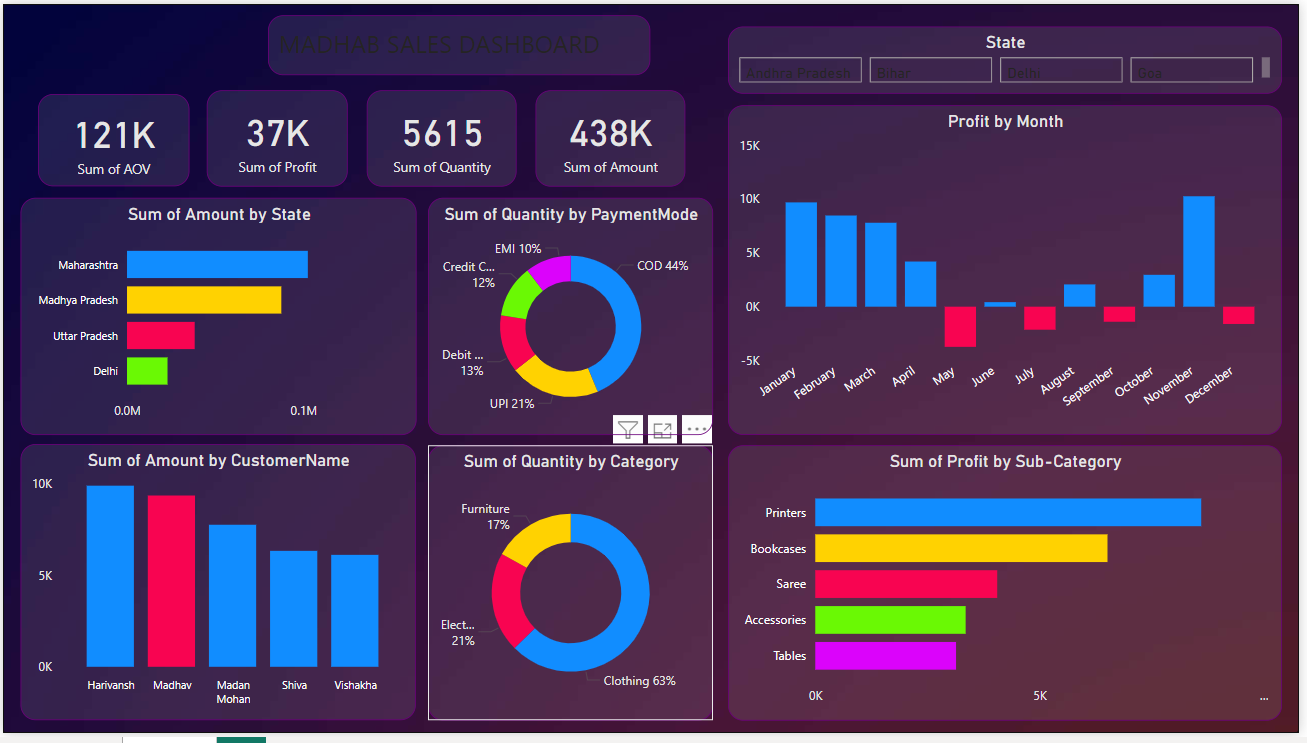 MADHAB SALES DASHBOARD
State
Andhra Pradesh
Bihar
Delhi
Goa
121K
Sum of AOV
37K
Sum of Profit
5615
Sum of Quantity
438K
Sum of Amount
Profit by Month
15K
10K
5K
0K
-5K
January
February
March
April
May
June
July
August
September
October
November
December
Sum of Amount by State
Maharashtra
Madhya Pradesh
Uttar Pradesh
Delhi
0.0M
0.1M
Sum of Quantity by PaymentMode
EMI 10%
COD 44%
Credit C...
12%
Debit ...
13%
UPI 21%
Sum of Amount by CustomerName
10K
5K
0K
Harivansh
Madhav
Madan
Mohan
Shiva
Vishakha
Sum of Quantity by Category
Furniture
17%
Elect...
21%
Clothing 63%
Sum of Profit by Sub-Category
Printers
Bookcases
Saree
Accessories
Tables
0K
5K
...